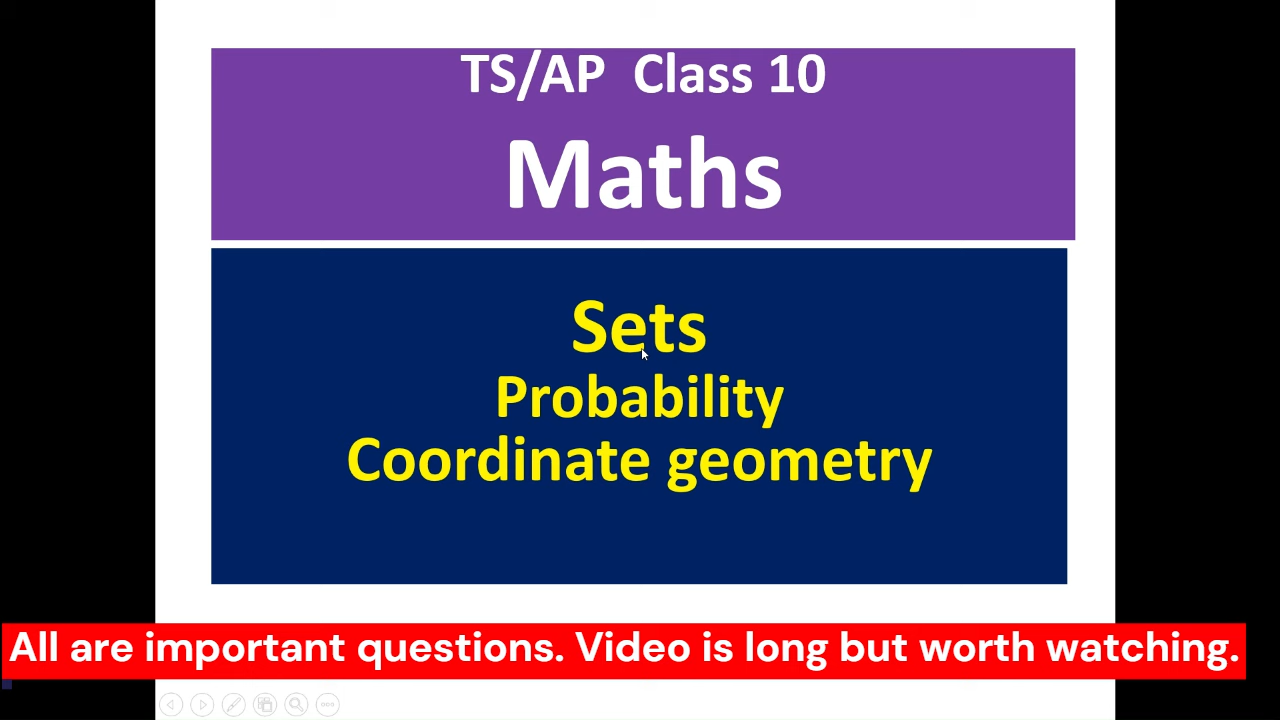 TS/AP Class 10
Maths
Sets
Probability
Coordinate geometry
All are important questions. Video is long but worth watching.